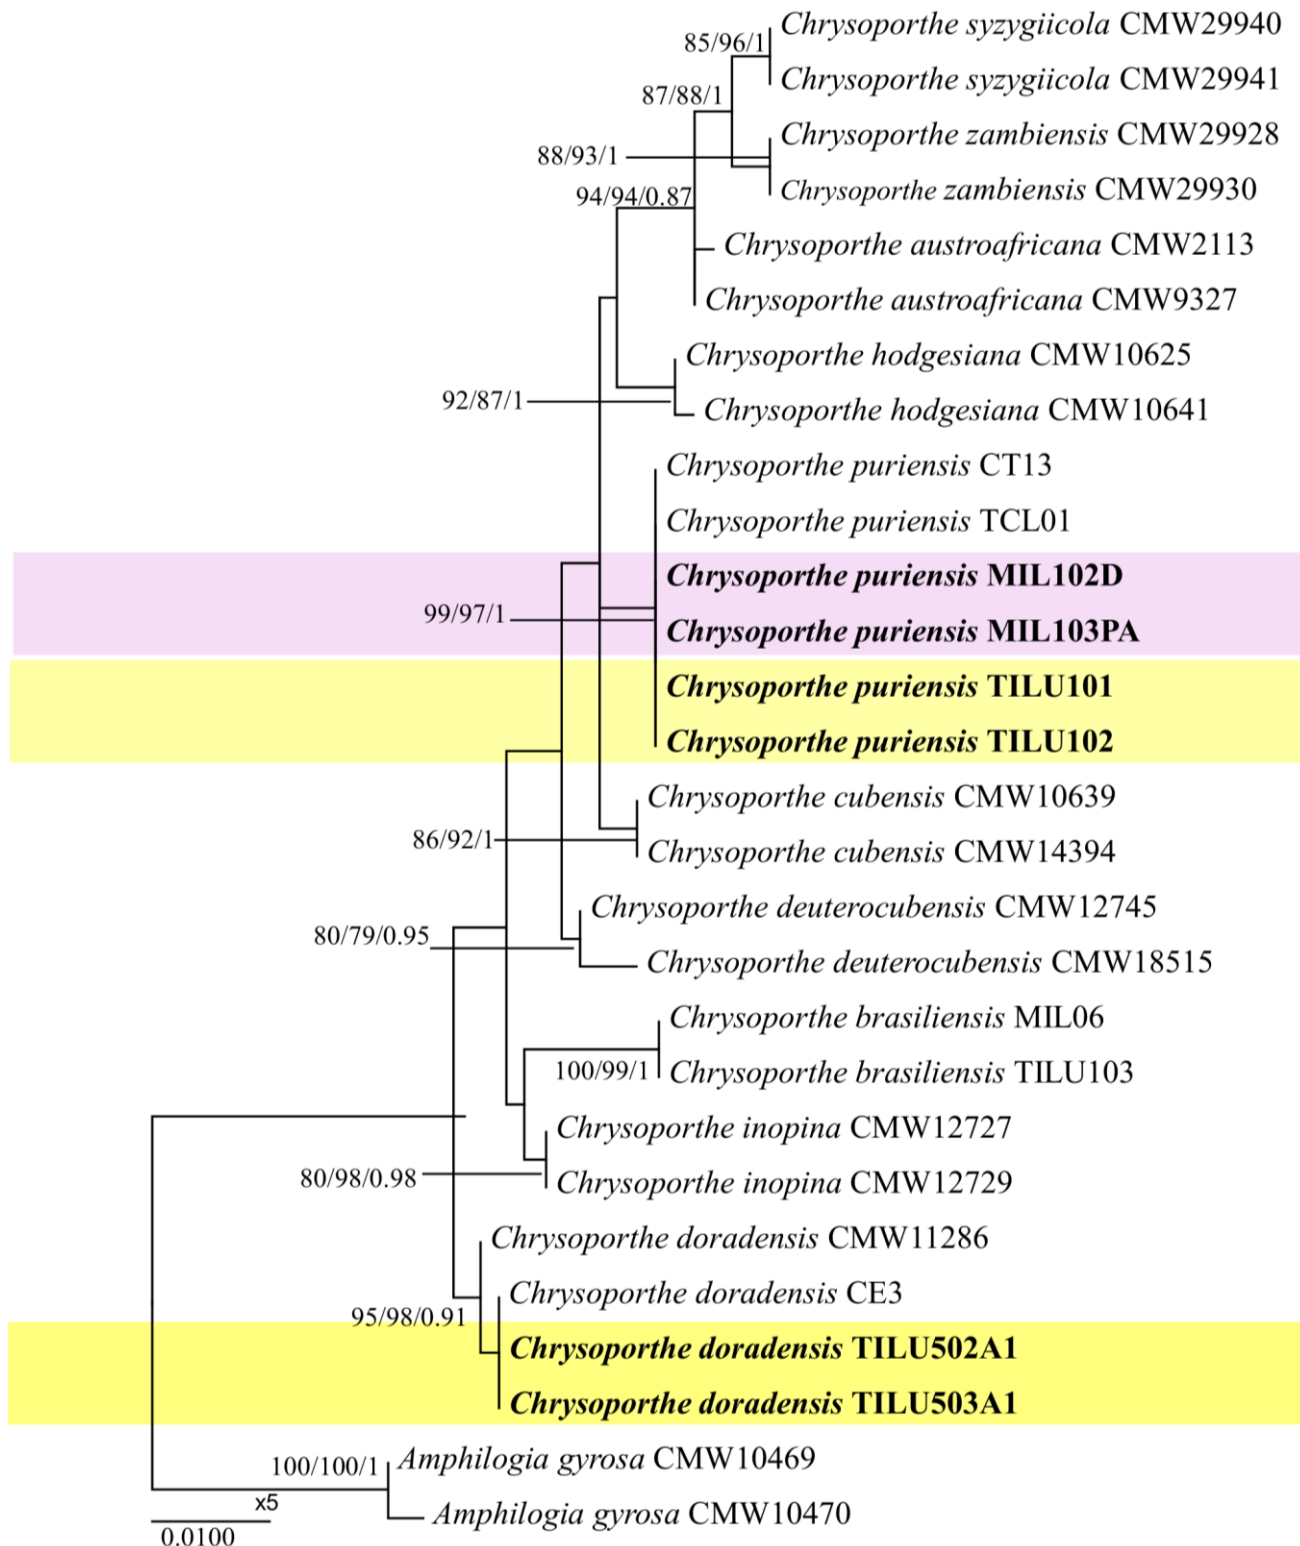 Chrysoporthe syzygiicola CMW29940
85/96/1
Chrysoporthe syzygiicola CMW29941
87/88/1
Chrysoporthe zambiensis CMW29928
88/93/1
Chrysoporthe zambiensis CMW29930
94/94/0.87
Chrysoporthe austroafricana CMW2113
Chrysoporthe austroafricana CMW9327
Chrysoporthe hodgesiana CMW10625
92/87/1
Chrysoporthe hodgesiana CMW10641
Chrysoporthe puriensis CT13
Chrysoporthe puriensis TCL01
Chrysoporthe puriensis MIL102D
99/97/1
Chrysoporthe puriensis MIL103PA
Chrysoporthe puriensis TILU101
Chrysoporthe puriensis TILU102
Chrysoporthe cubensis CMW10639
86/92/1
Chrysoporthe cubensis CMW14394
Chrysoporthe deuterocubensis CMW12745
80/79/0.95
Chrysoporthe deuterocubensis CMW18515
Chrysoporthe brasiliensis MIL06
100/99/1
Chrysoporthe brasiliensis TILU103
Chrysoporthe inopina CMW12727
80/98/0.98
Chrysoporthe inopina CMW12729
Chrysoporthe doradensis CMW11286
Chrysoporthe doradensis CE3
95/98/0.91
Chrysoporthe doradensis TILU502A1
Chrysoporthe doradensis TILU503A1
100/100/1
Amphilogia gyrosa CMW10469
x5
Amphilogia gyrosa CMW10470
0.0100